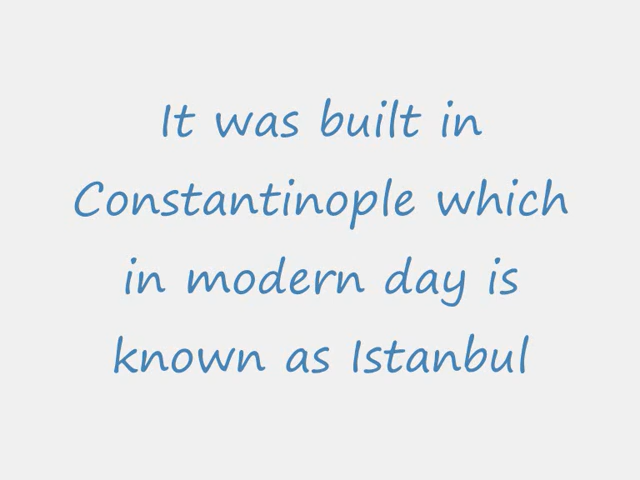 It was built in
Constantinople which
in modern day is
known as Istanbul